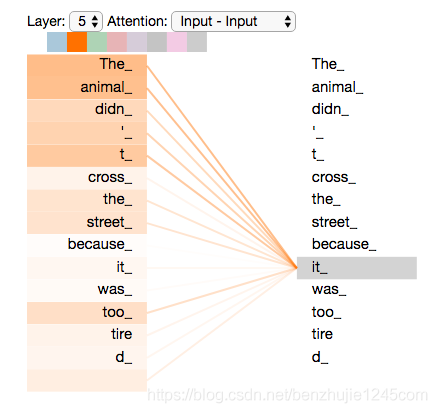 Layer: 5 Attention: Input - Input
The_ The_
animal_ animal_
didn_ didn_
'_ '_
t_ t_
cross_ cross_
the_ the_
street_ street_
because_ because_
it_ it_
was_ was_
too_ too_
tire tire
d_ d_
https://blog.csdn.net/benzhujie1245com